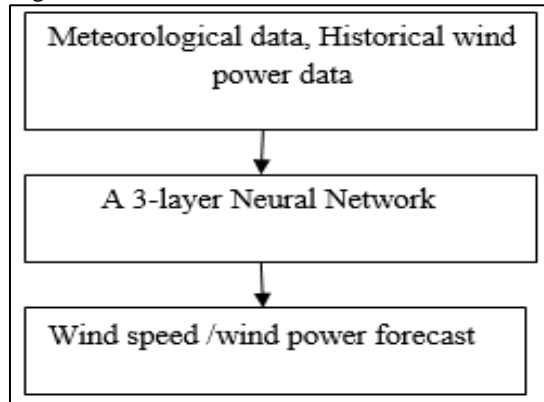 Meteorological data, Historical wind
power data
A 3-layer Neural Network
Wind speed /wind power forecast